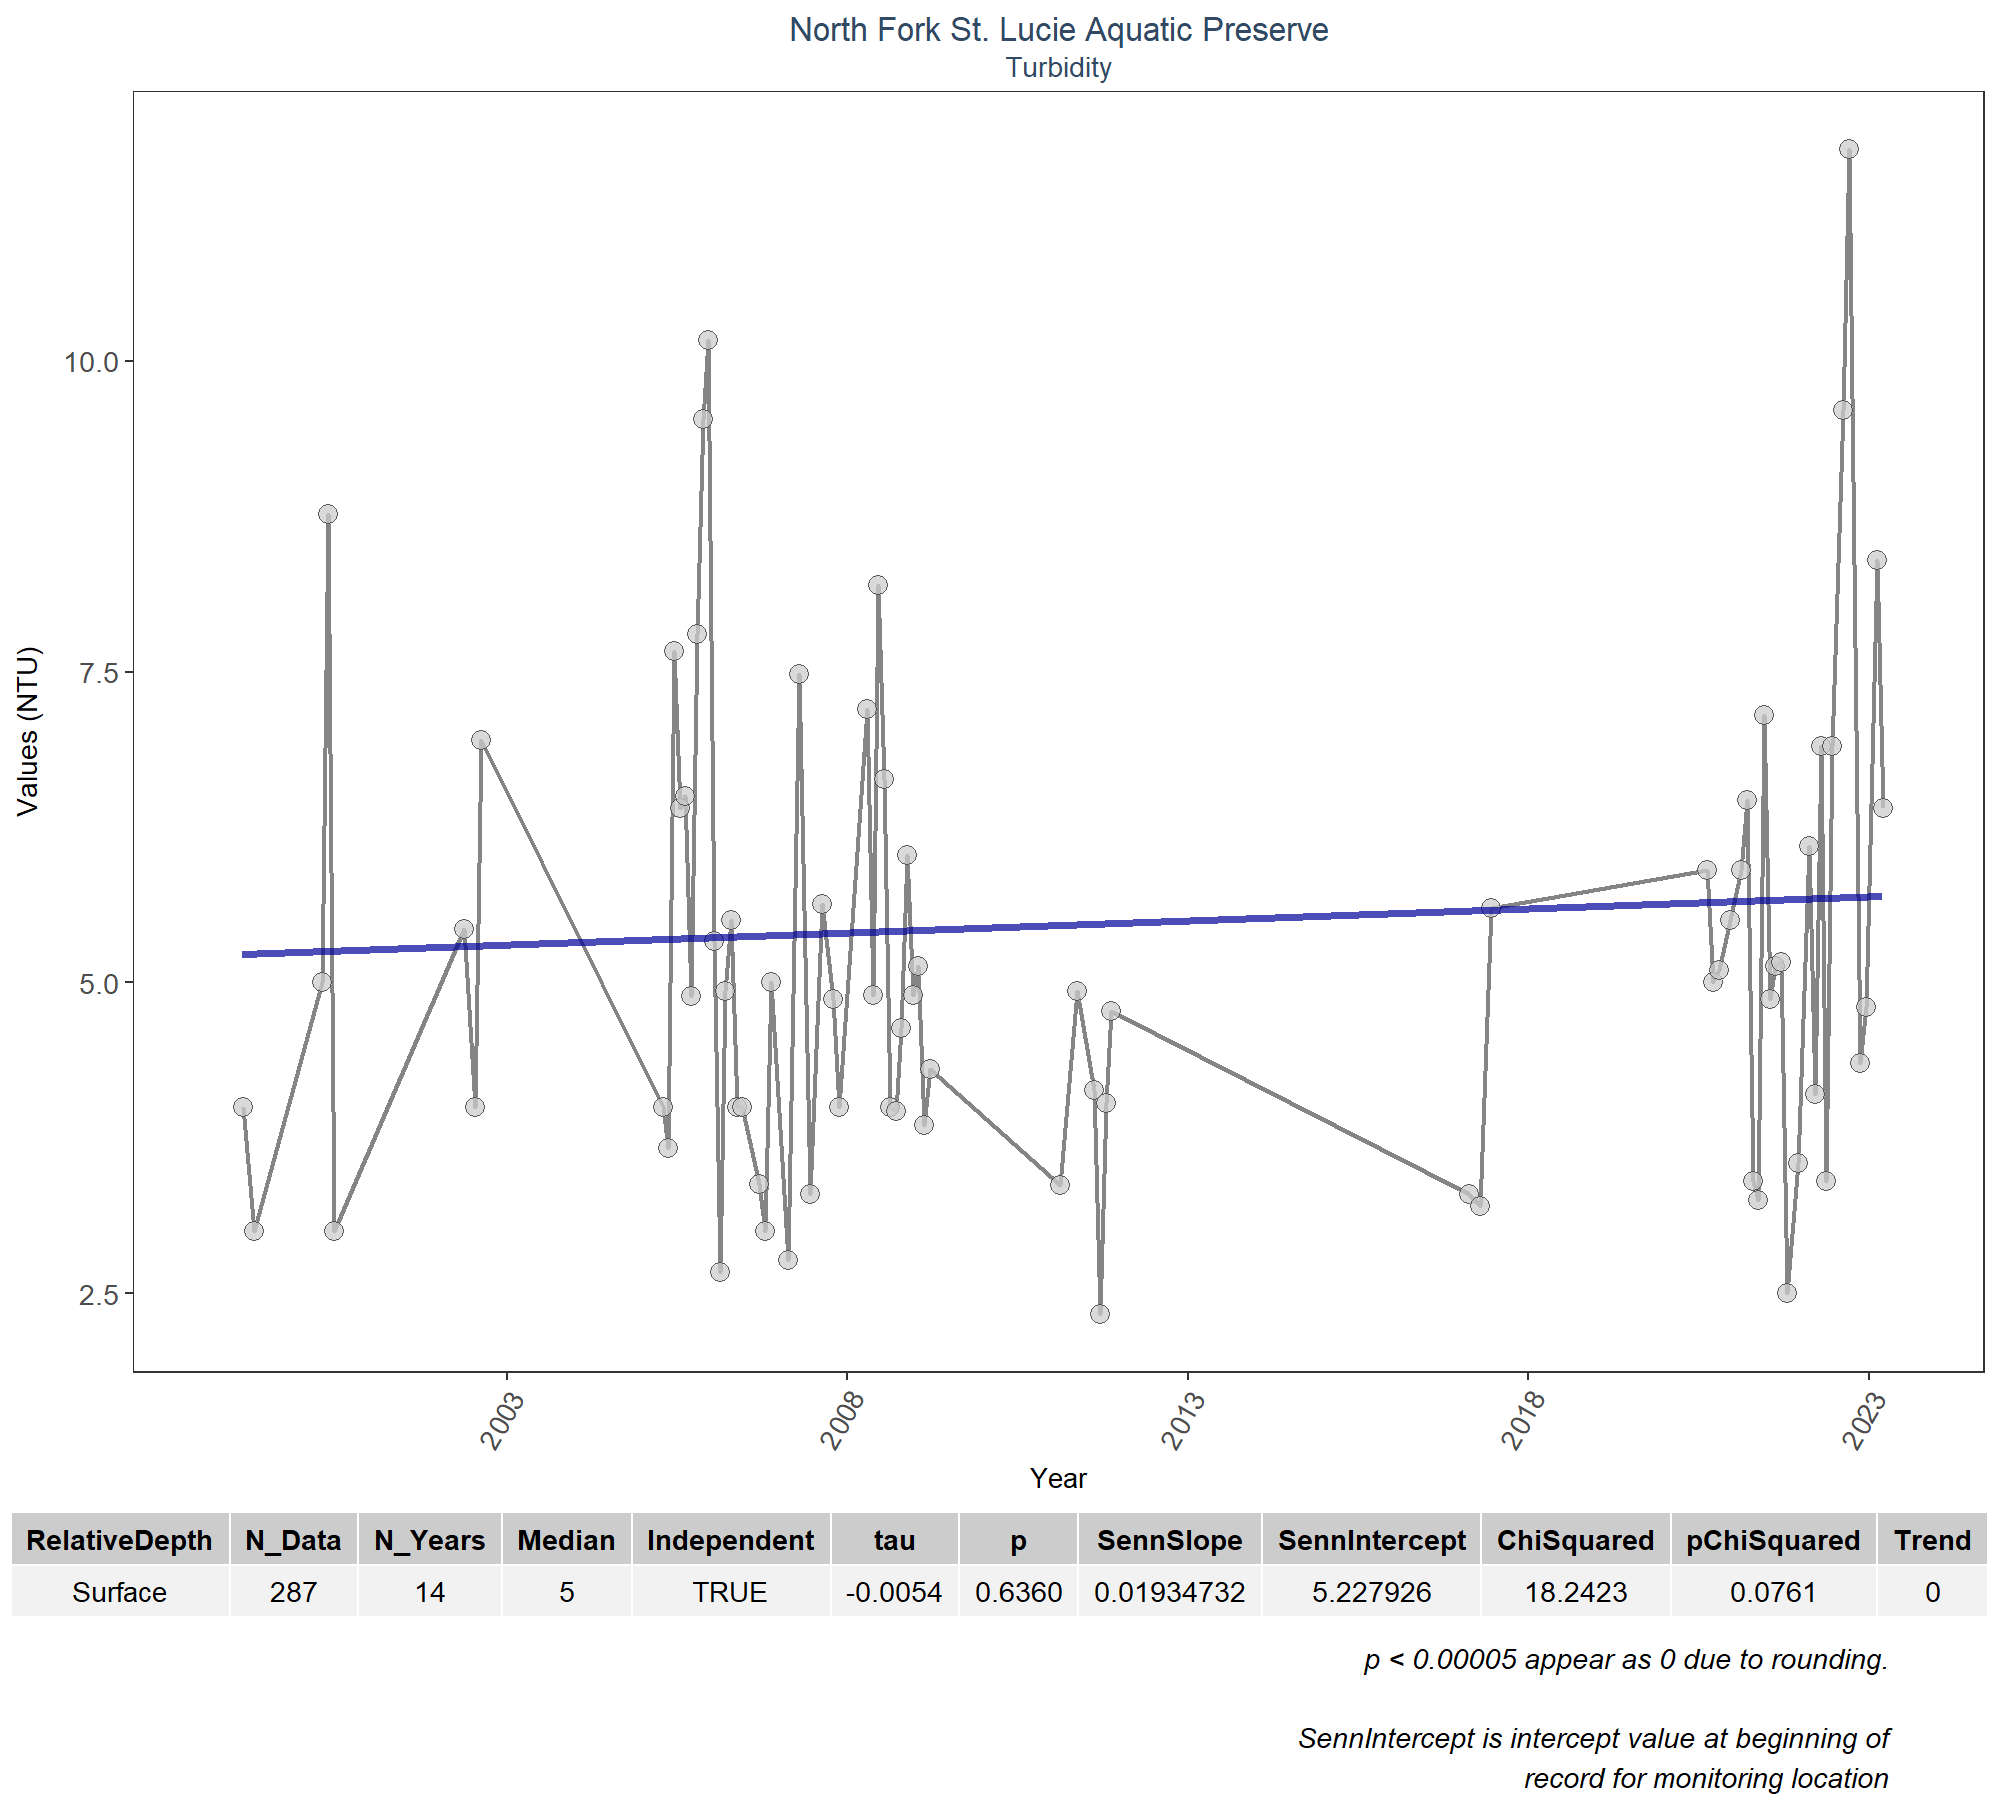 North Fork St. Lucie Aquatic Preserve
Turbidity
Values (NTU)
10.0
7.5
5.0
2.5
2003 2008 2013 2018 2023
Year
RelativeDepth N_Data N_Years Median Independent tau p SennSlope SennIntercept ChiSquared pChiSquared Trend
Surface 287 14 5 TRUE -0.0054 0.6360 0.01934732 5.227926 18.2423 0.0761 0
p < 0.00005 appear as 0 due to rounding.
SennIntercept is intercept value at beginning of
record for monitoring location